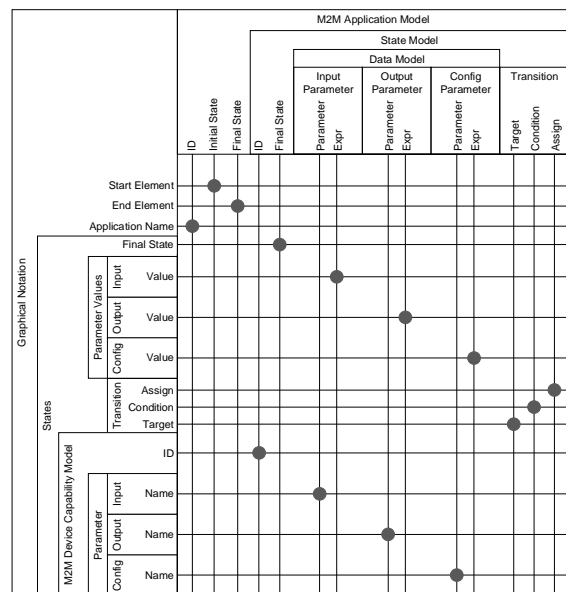 M2M Application Model
State Model
Data Model
Input Parameter
Output Parameter
Config Parameter
Transition
ID
Initial State
Final State
ID
Final State
Parameter
Expr
Parameter
Expr
Parameter
Expr
Target
Condition
Assign
Graphical Notation
Start Element
End Element
Application Name
States
Final State
Parameter Values
Input
Value
Output
Value
Config
Value
Transition
Assign
Condition
Target
M2M Device Capability Model
ID
Parameter
Input
Name
Output
Name
Config
Name